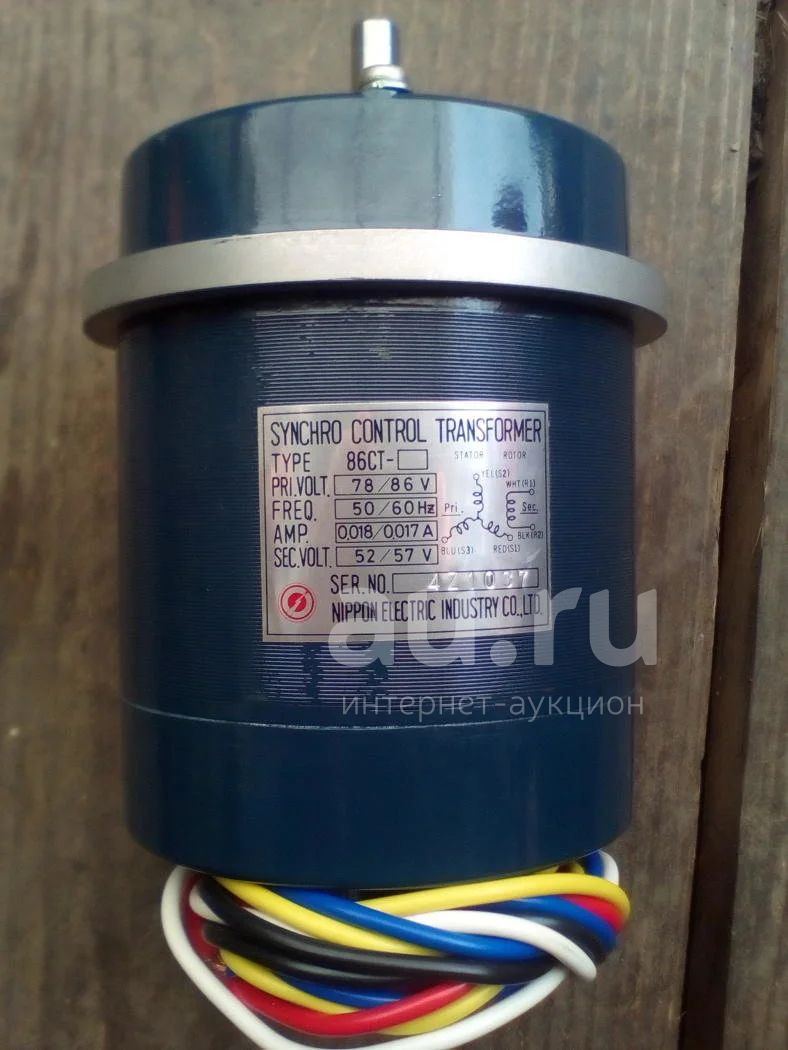 SYNCHRO CONTROL TRANSFORMER
TYPE 86CT-
STATOR ROTOR
PRI.VOLT. 78/86 V
FREQ. 50/60 Hz
AMP. 0.018/0.017 A
SEC.VOLT. 52/57 V
YEL(S2)
WHT(R1)
Pri. Sec.
BLK(R2)
BLU(S3) RED(S1)
SER. NO. 421037
NIPPON ELECTRIC INDUSTRY CO.,LTD.
au.ru
интернет-аукцион